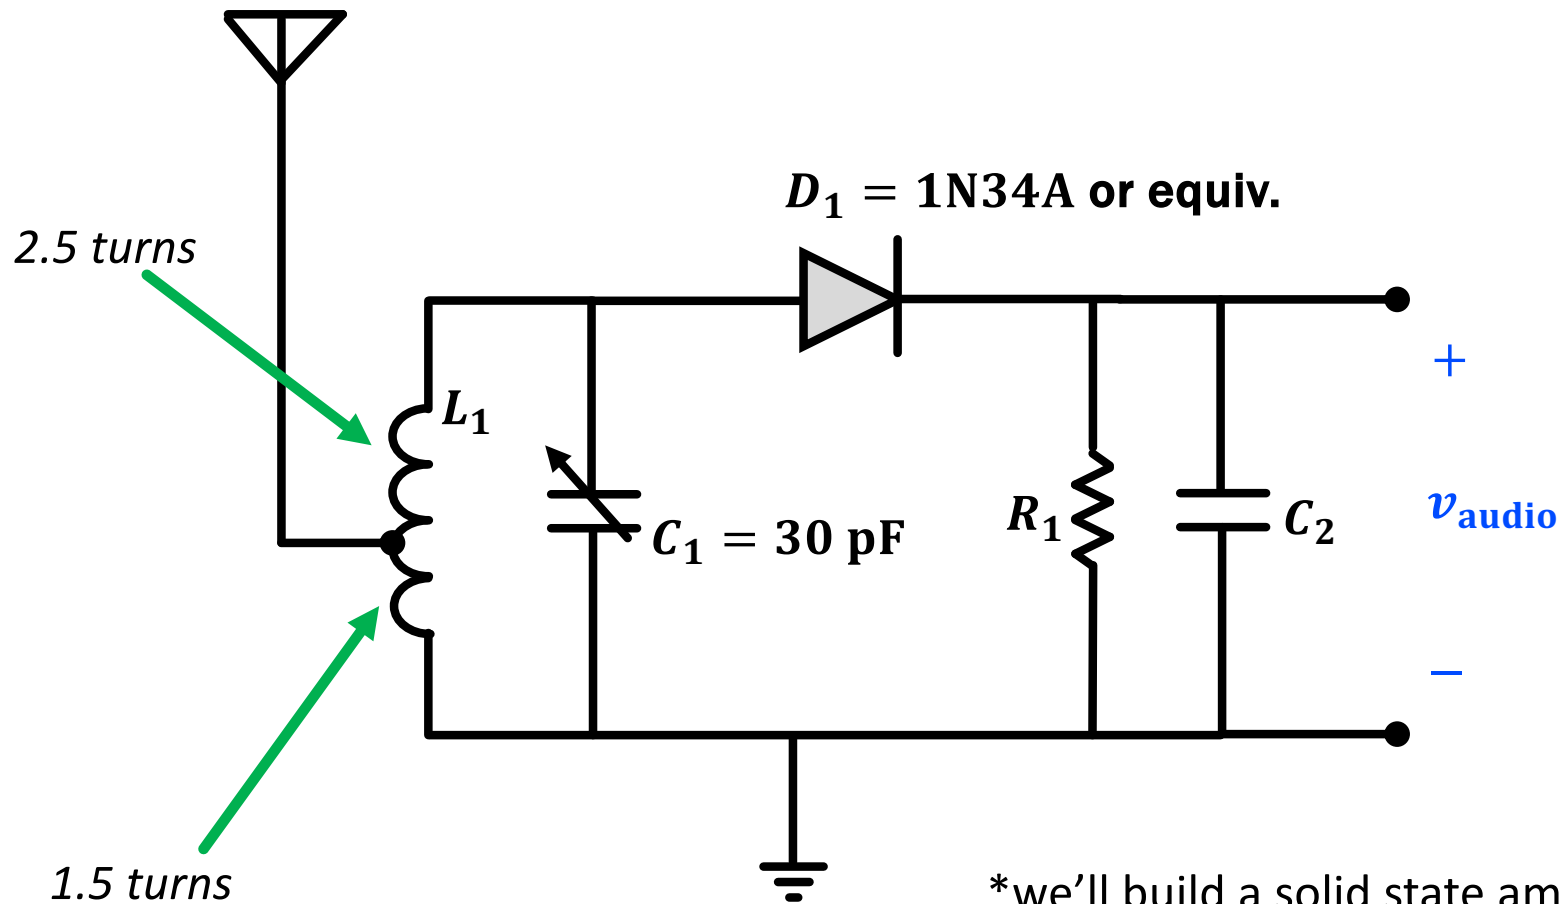 D₁ = 1N34A or equiv.
2.5 turns
L₁
+
R₁
C₂
v_audio
C₁ = 30 pF
−
1.5 turns
*we'll build a solid state am